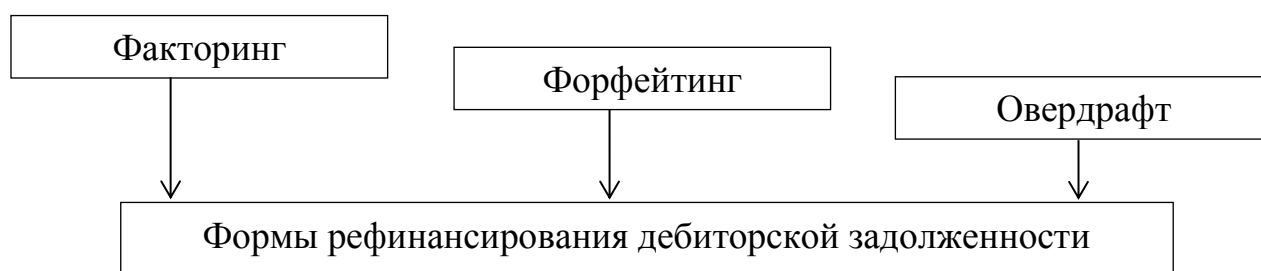 Факторинг
Форфейтинг
Овердрафт
Формы рефинансирования дебиторской задолженности